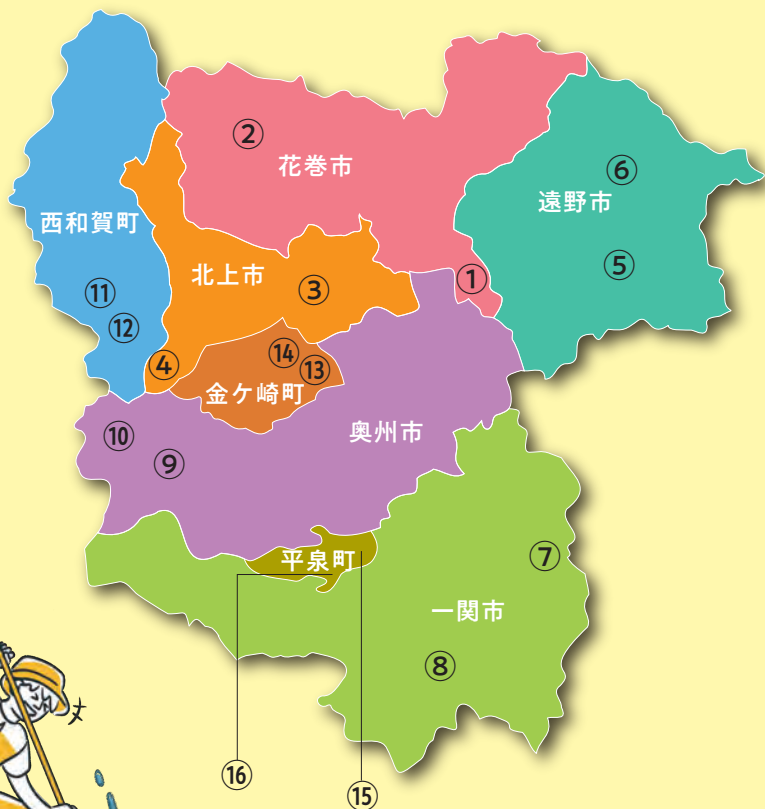 ②
花巻市
⑥
遠野市
西和賀町
⑤
北上市
①
⑪
③
⑫
⑭
④
⑬
金ケ崎町
奥州市
⑩
⑨
⑦
平泉町
一関市
⑧
⑯
⑮